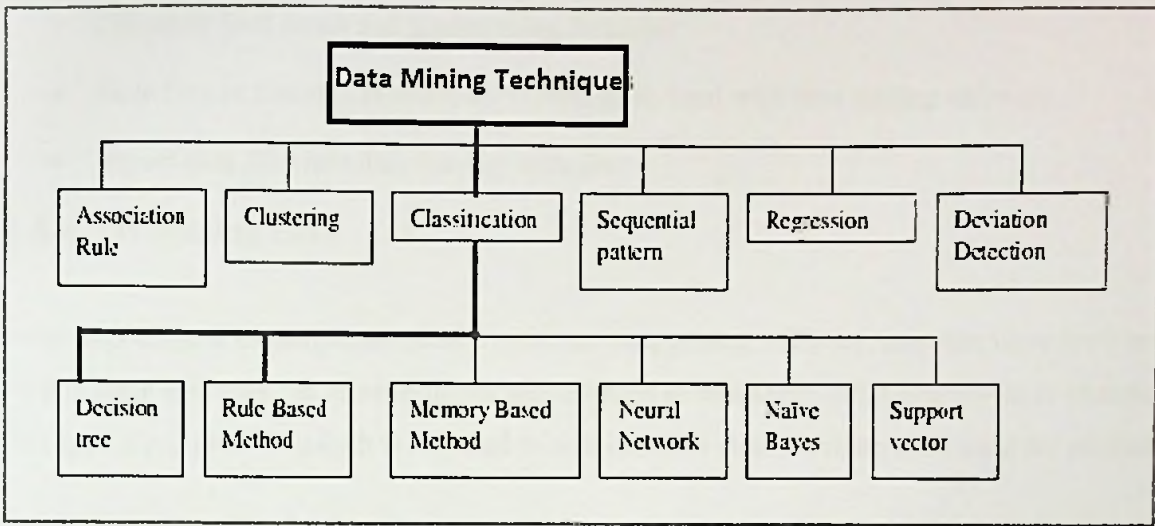 Data Mining Techniques
Association
Rule
Clustering
Classification
Sequential
pattern
Regression
Deviation
Detection
Decision
tree
Rule Based
Method
Memory Based
Method
Neural
Network
Naïve
Bayes
Support
vector